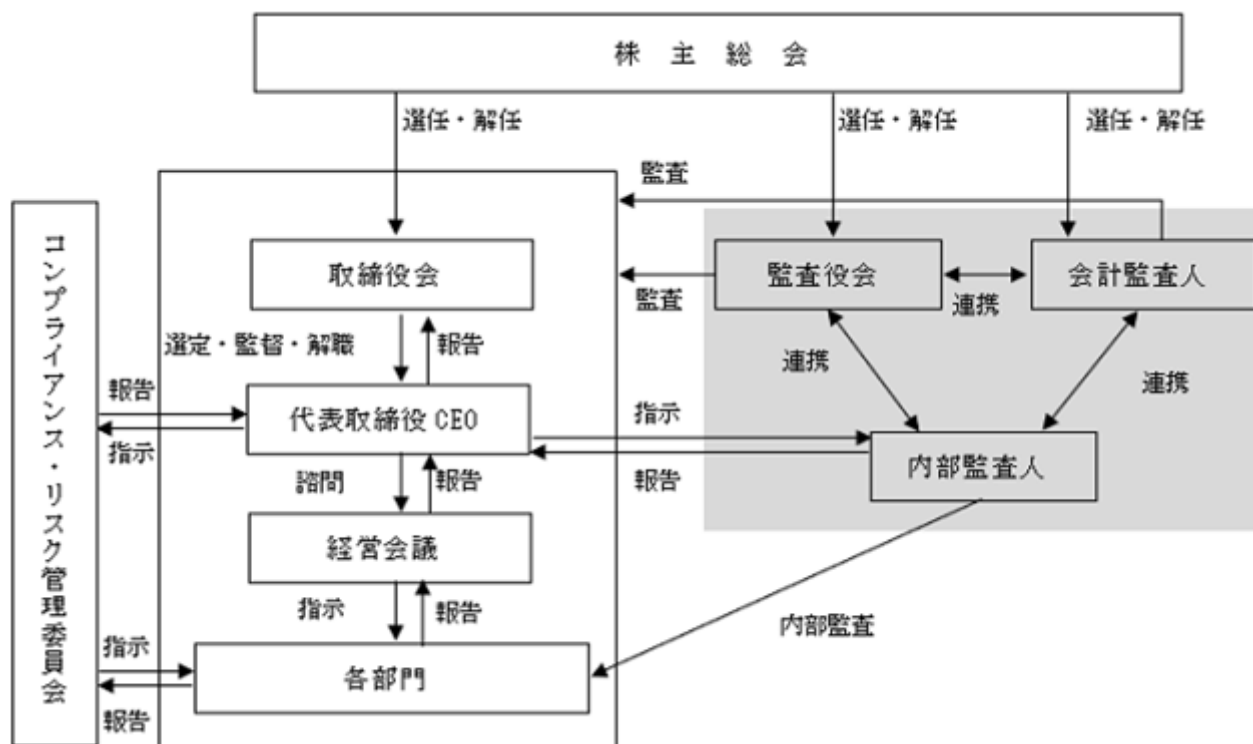 株主総会
選任・解任
選任・解任
選任・解任
監査
取締役会
監査役会
会計監査人
監査
連携
選定・監督・解職
報告
連携
連携
報告
代表取締役 CEO
指示
指示
諮問
報告
報告
内部監査人
経営会議
指示
報告
内部監査
指示
各部門
報告
コンプライアンス・リスク管理委員会